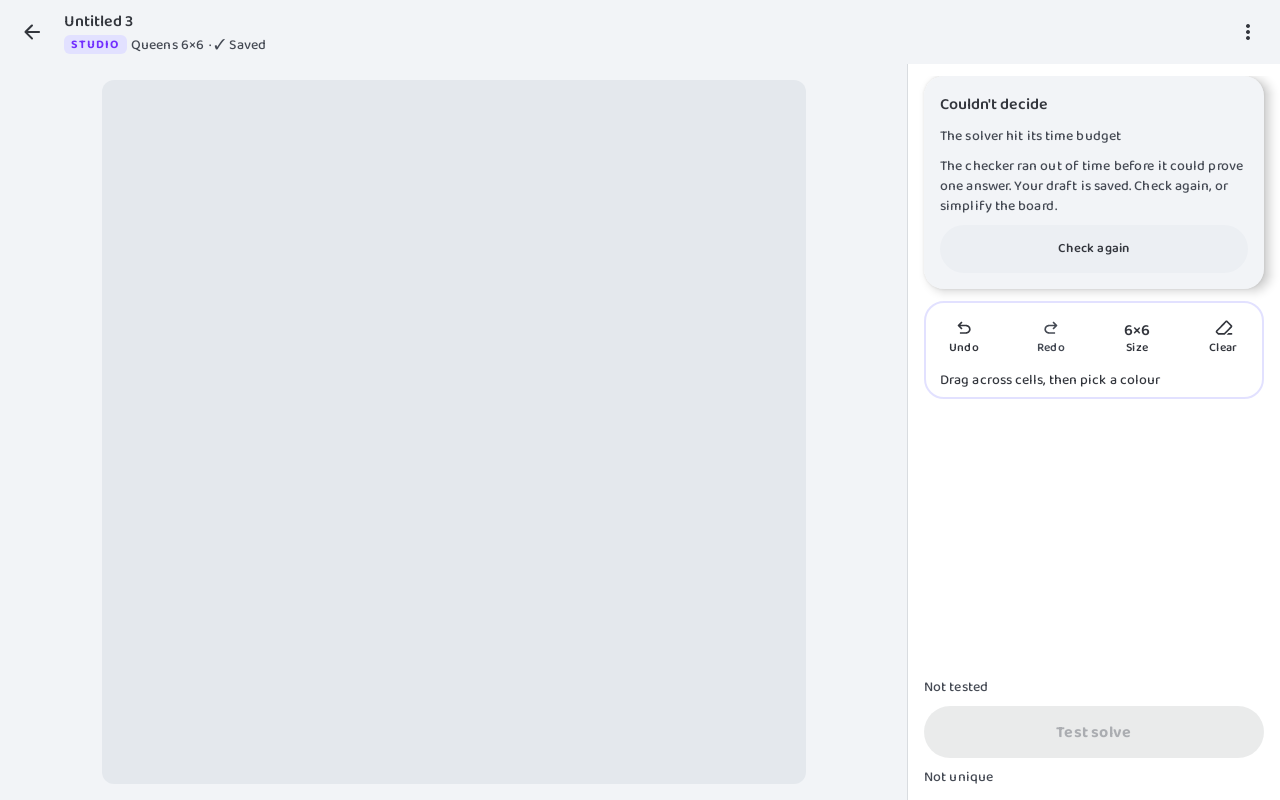 Untitled 3
STUDIO Queens 6×6 · ✓ Saved
Couldn't decide
The solver hit its time budget
The checker ran out of time before it could prove
one answer. Your draft is saved. Check again, or
simplify the board.
Check again
Undo
Redo
6×6
Size
Clear
Drag across cells, then pick a colour
Not tested
Test solve
Not unique